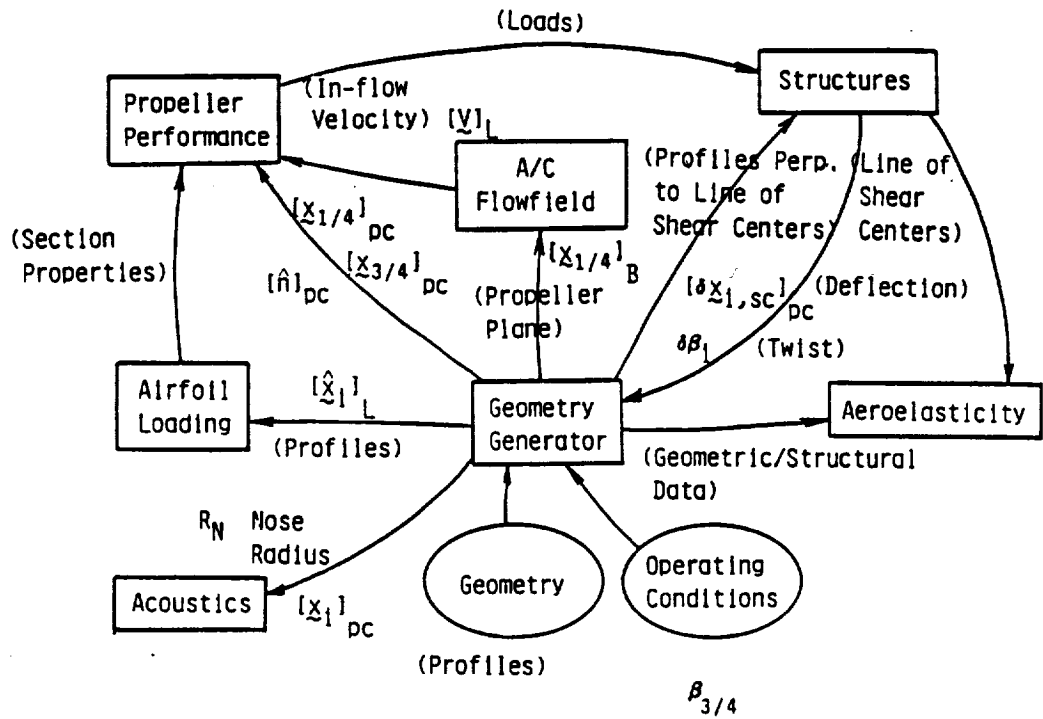 (Loads)
Propeller
Performance
(In-flow
Velocity) [V]L
Structures
A/C
Flowfield
(Profiles Perp.
to Line of
Shear Centers)
(Line of
Shear
Centers)
[X1/4]pc
[X3/4]pc
[n̂]pc
(Section
Properties)
[X1/4]B
(Propeller
Plane)
[δX1,sc]pc
(Deflection)
δβ1
(Twist)
Airfoil
Loading
[X̂1]L
(Profiles)
Geometry
Generator
Aeroelasticity
(Geometric/Structural
Data)
RN Nose
Radius
Acoustics
[X1]pc
Geometry
Operating
Conditions
(Profiles)
β3/4